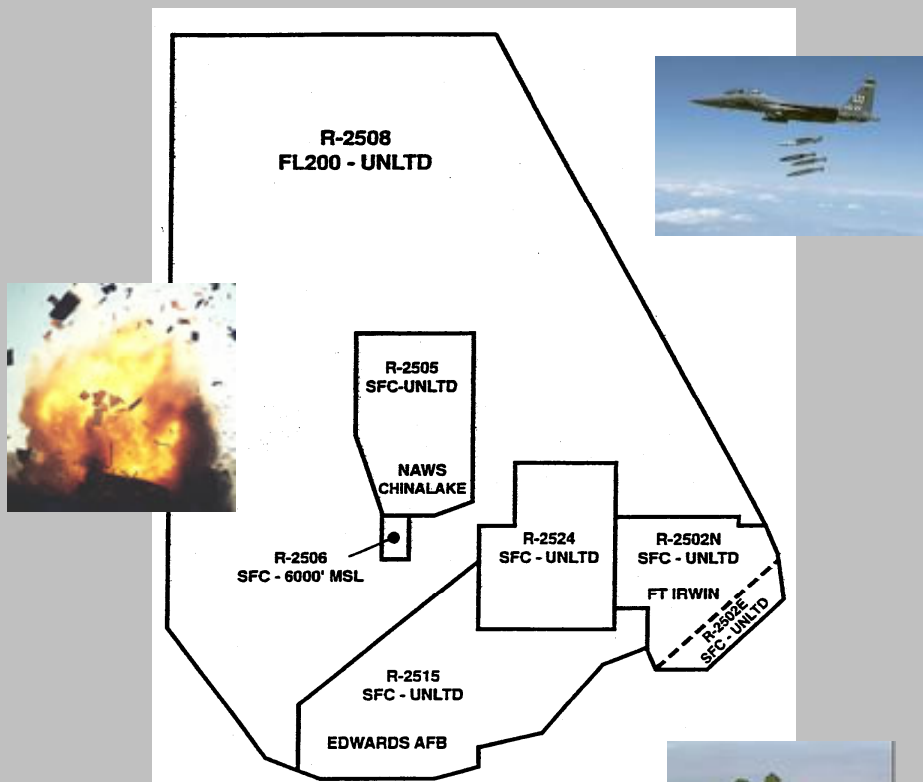 R-2508
FL200 - UNLTD
R-2505
SFC-UNLTD
NAWS
CHINALAKE
R-2506
SFC - 6000' MSL
R-2524
SFC - UNLTD
R-2502N
SFC - UNLTD
FT IRWIN
R-2502E
SFC - UNLTD
R-2515
SFC - UNLTD
EDWARDS AFB